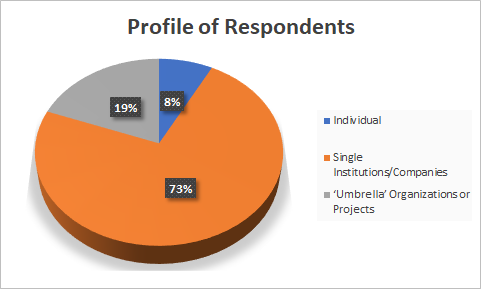 Profile of Respondents
19%
8%
73%
Individual
Single
Institutions/Companies
‘Umbrella’ Organizations or
Projects